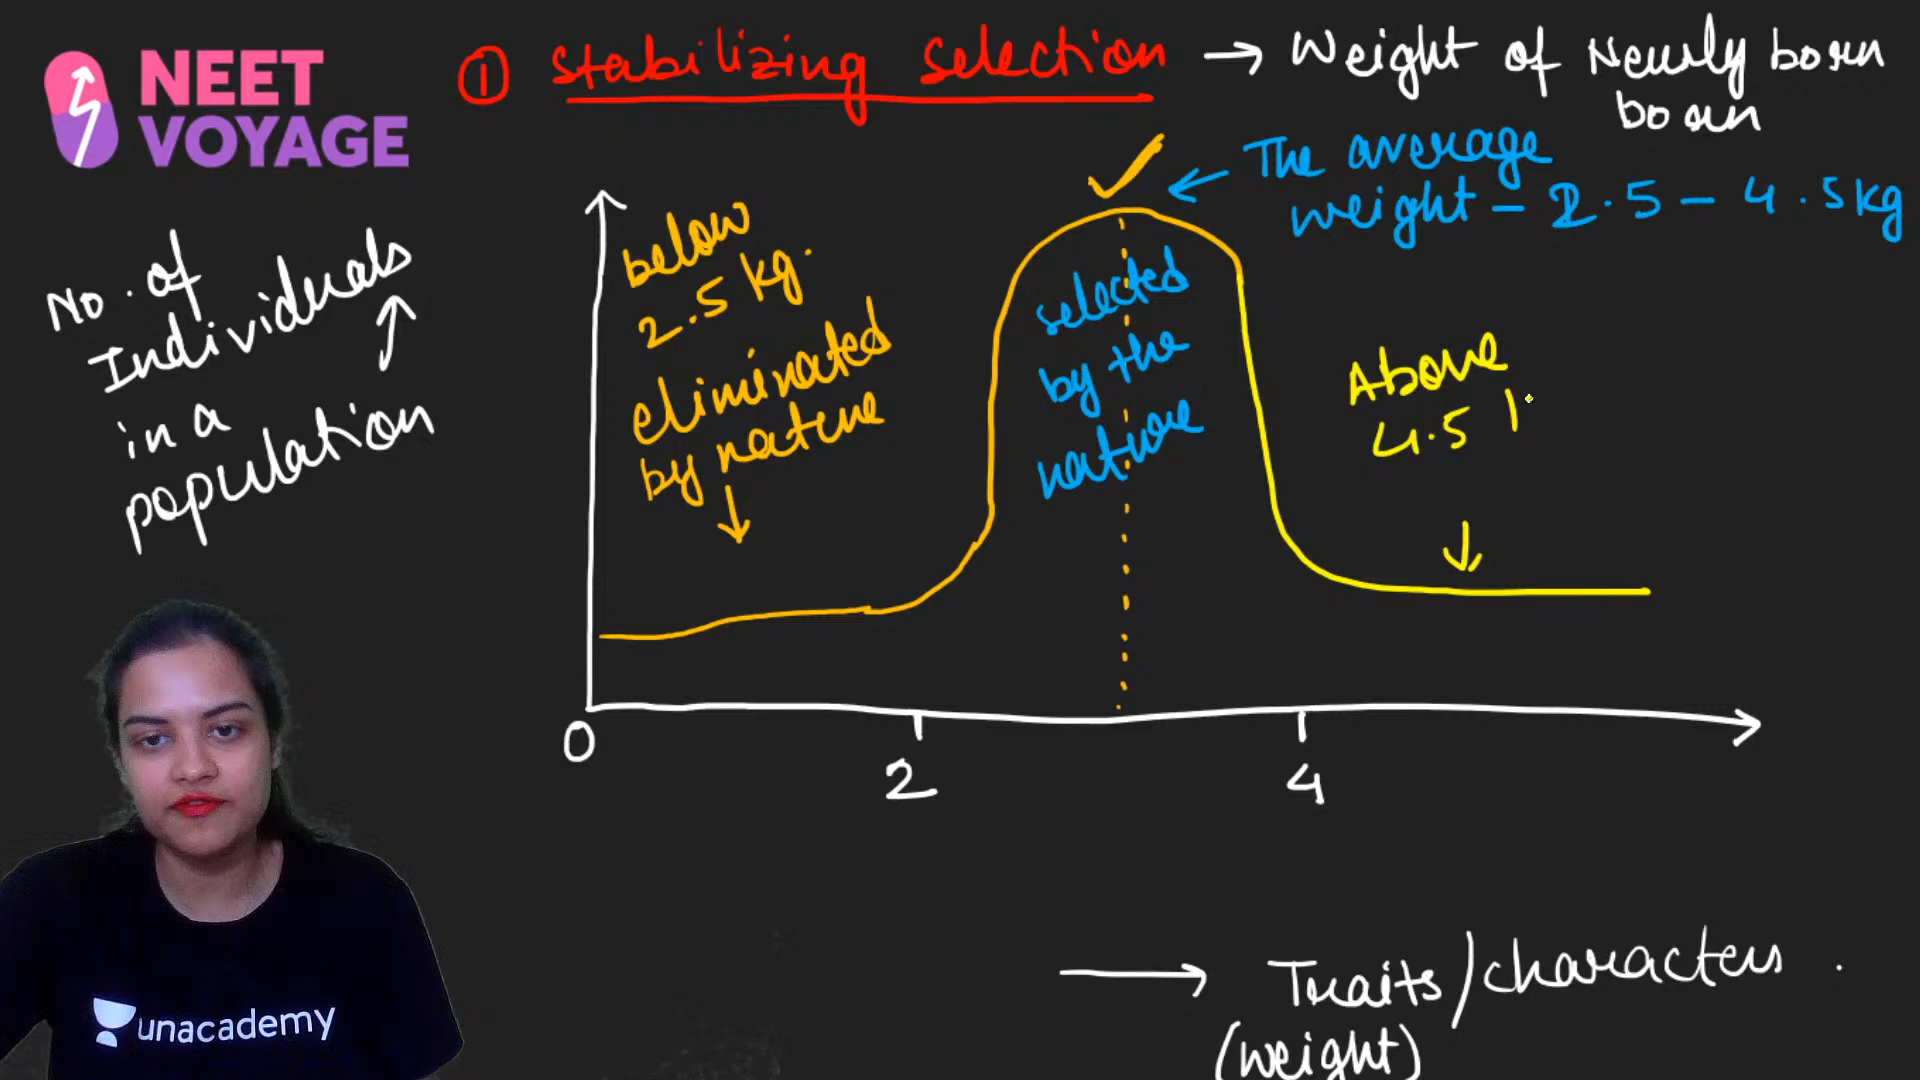 NEET
VOYAGE
① Stabilizing selection → Weight of Newly born
born
The average
weight - 2.5 - 4.5 kg
No. of
Individuals
in a
population
below
2.5 kg.
eliminated
by nature
selected
by the
nature
Above
4.5
0
2
4
Traits/characters.
(weight)
unacademy